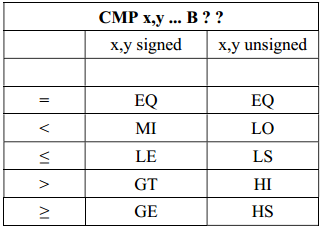 CMP x,y ... B ? ?
x,y signed x,y unsigned
= EQ EQ
< MI LO
≤ LE LS
> GT HI
≥ GE HS